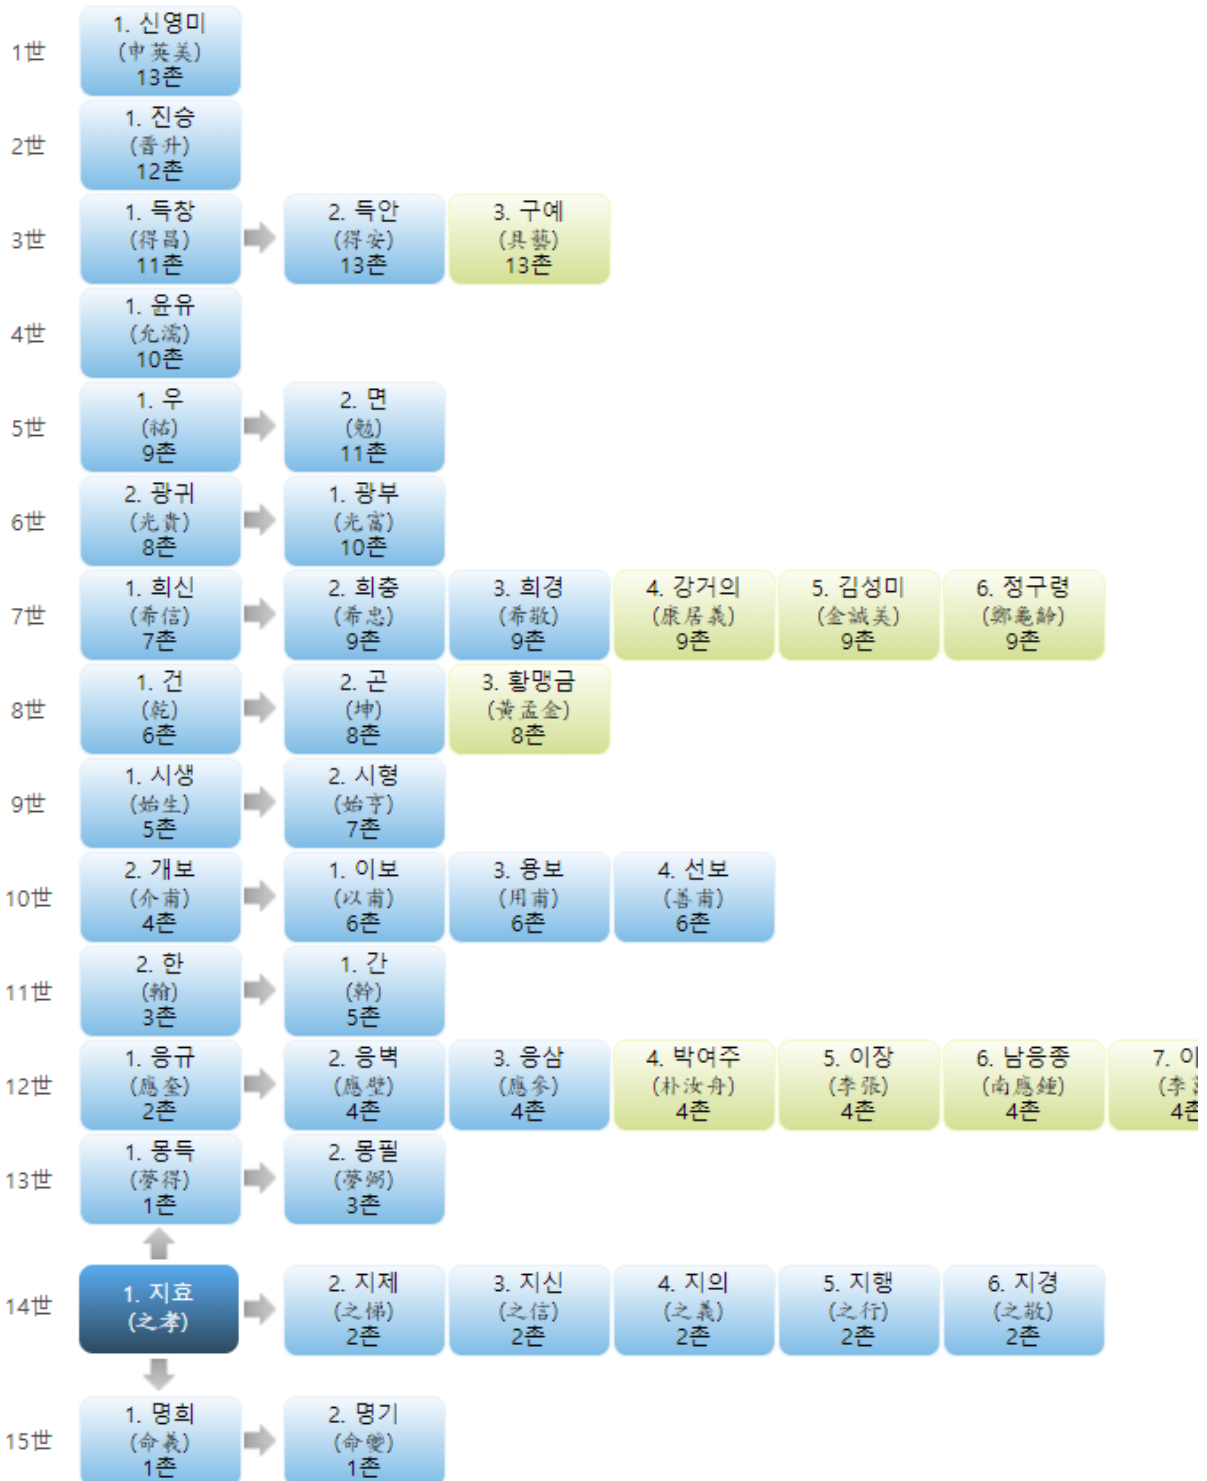 1世
1. 신영미
(申英美)
13촌
2世
1. 진승
(晋升)
12촌
3世
1. 득창
(得昌)
11촌
2. 득안
(得安)
13촌
3. 구예
(具藝)
13촌
4世
1. 윤유
(允濡)
10촌
5世
1. 우
(祐)
9촌
2. 면
(勉)
11촌
6世
2. 광귀
(光貴)
8촌
1. 광부
(光富)
10촌
7世
1. 희신
(希信)
7촌
2. 희충
(希忠)
9촌
3. 희경
(希敬)
9촌
4. 강거의
(康居義)
9촌
5. 김성미
(金誠美)
9촌
6. 정구령
(鄭龜齡)
9촌
8世
1. 건
(乾)
6촌
2. 곤
(坤)
8촌
3. 황맹금
(黃孟金)
8촌
9世
1. 시생
(始生)
5촌
2. 시형
(始亨)
7촌
10世
2. 개보
(介甫)
4촌
1. 이보
(以甫)
6촌
3. 용보
(用甫)
6촌
4. 선보
(善甫)
6촌
11世
2. 한
(翰)
3촌
1. 간
(幹)
5촌
12世
1. 응규
(應奎)
2촌
2. 응벽
(應壁)
4촌
3. 응삼
(應參)
4촌
4. 박여주
(朴汝舟)
4촌
5. 이장
(李張)
4촌
6. 남응종
(南應鍾)
4촌
7. 이
(李
4촌
13世
1. 몽득
(夢得)
1촌
2. 몽필
(夢弼)
3촌
14世
1. 지효
(之孝)
2. 지제
(之悌)
2촌
3. 지신
(之信)
2촌
4. 지의
(之義)
2촌
5. 지행
(之行)
2촌
6. 지경
(之敬)
2촌
15世
1. 명희
(命羲)
1촌
2. 명기
(命夔)
1촌